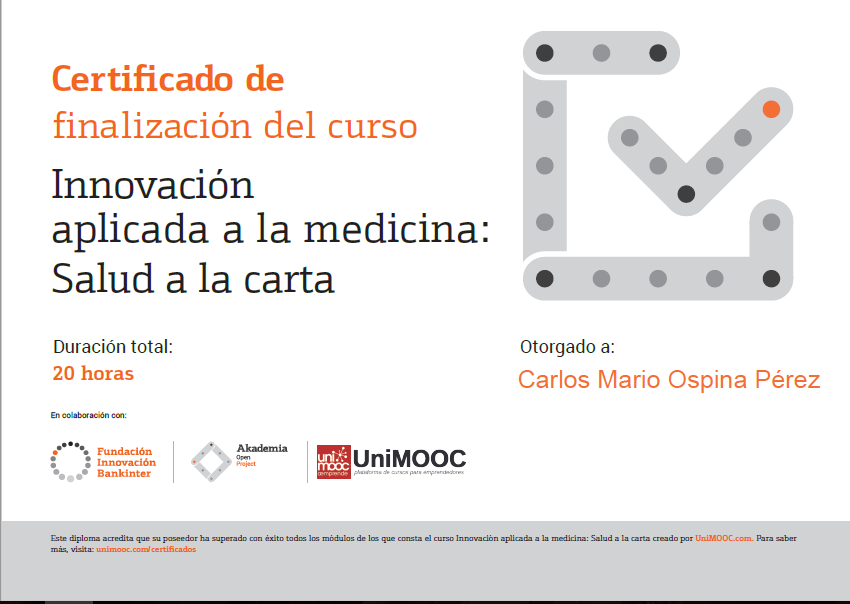 Certificado de
finalización del curso
Innovación
aplicada a la medicina:
Salud a la carta
Duración total:
20 horas
Otorgado a:
Carlos Mario Ospina Pérez
En colaboración con:
Fundación
Innovación
Bankinter
Akademia
Open
Project
uni
mooc
emprende
UniMOOC
plataforma de cursos para emprendedores
Este diploma acredita que su poseedor ha superado con éxito todos los módulos de los que consta el curso Innovación aplicada a la medicina: Salud a la carta creado por UniMOOC.com. Para saber
más, visita: unimooc.com/certificados